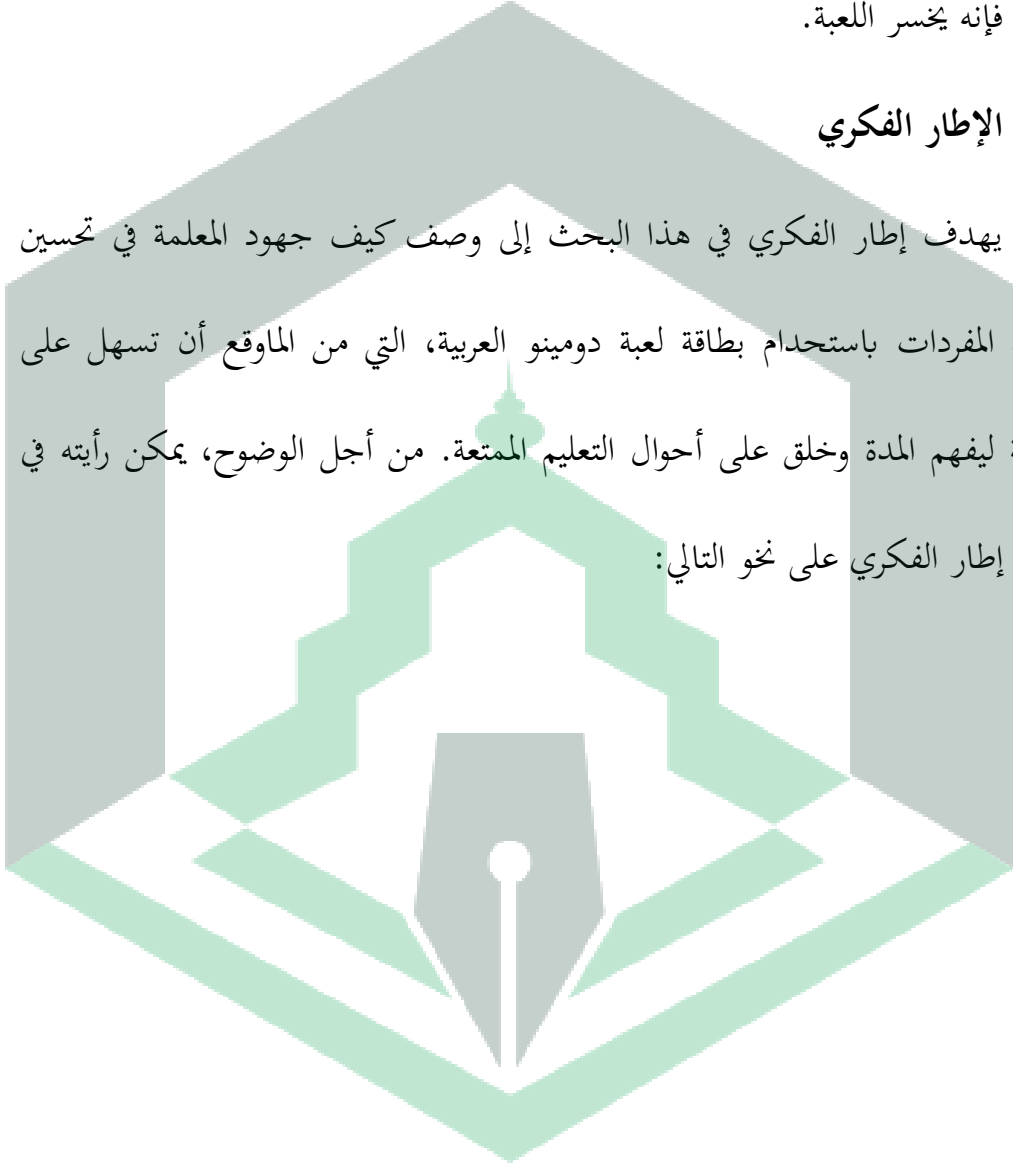 فإنه يخسر اللعبة.
الإطار الفكري
يهدف إطار الفكري في هذا البحث إلى وصف كيف جهود المعلمة في تحسين
المفردات باستحدام بطاقة لعبة دومينو العربية، التي من الماوقع أن تسهل على
ليفهم المدة وخلق على أحوال التعليم الممتعة. من أجل الوضوح، يمكن رأيته في
إطار الفكري على نخو التالي: